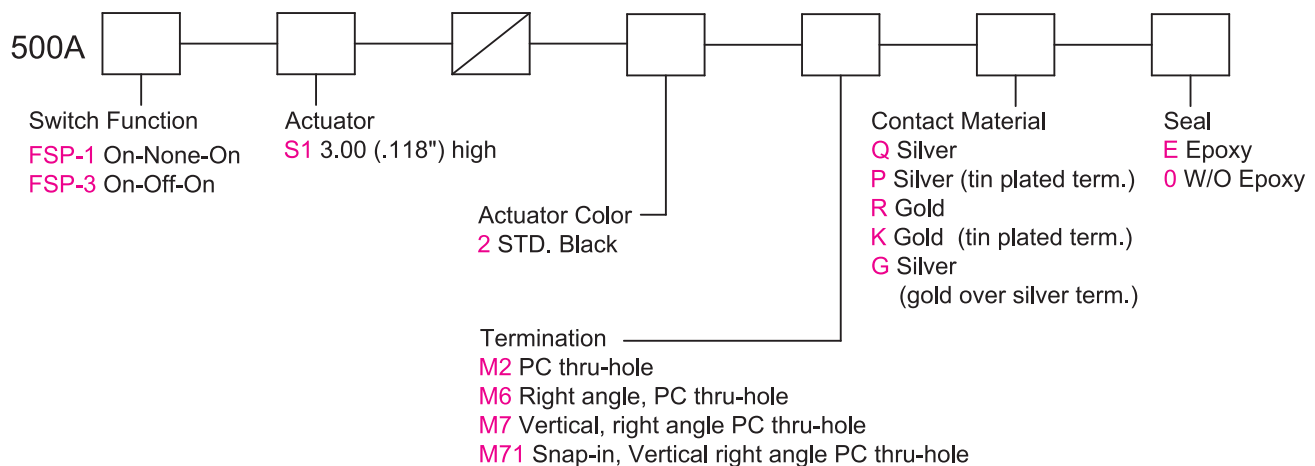 500A
Switch Function
FSP-1 On-None-On
FSP-3 On-Off-On
Actuator
S1 3.00 (.118") high
Actuator Color
2 STD. Black
Termination
M2 PC thru-hole
M6 Right angle, PC thru-hole
M7 Vertical, right angle PC thru-hole
M71 Snap-in, Vertical right angle PC thru-hole
Contact Material
Q Silver
P Silver (tin plated term.)
R Gold
K Gold (tin plated term.)
G Silver
(gold over silver term.)
Seal
E Epoxy
0 W/O Epoxy